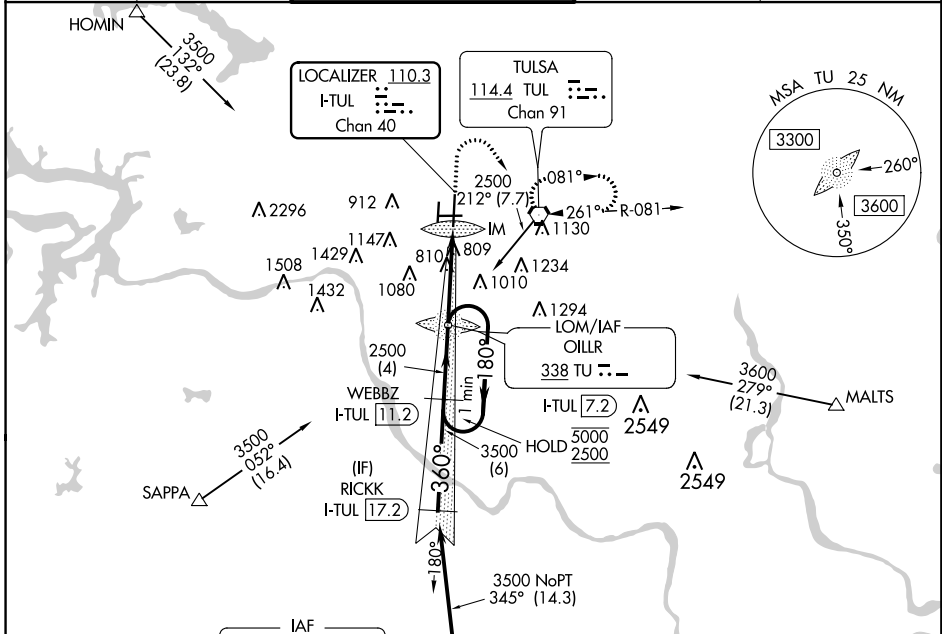 HOMIN
3500
132°
(23.8)
LOCALIZER 110.3
I-TUL
Chan 40
TULSA
114.4 TUL
Chan 91
MSA TU 25 NM
3300
260°
3600
350°
2500
212° (7.7)
081°
261°
R-081
IM
2296
912
1130
1147
1429
809
810
1234
1508
1432
1080
1010
1294
LOM/IAF
OILLR
338 TU
I-TUL 7.2
2500
(4)
180°
1 min
WEBBZ
I-TUL 11.2
HOLD
5000
2500
2549
3600
279°
(21.3)
MALTS
3500
(6)
360°
3500
052°
(16.4)
SAPPA
(IF)
RICKK
I-TUL 17.2
2549
180°
3500 NoPT
345° (14.3)
IAF